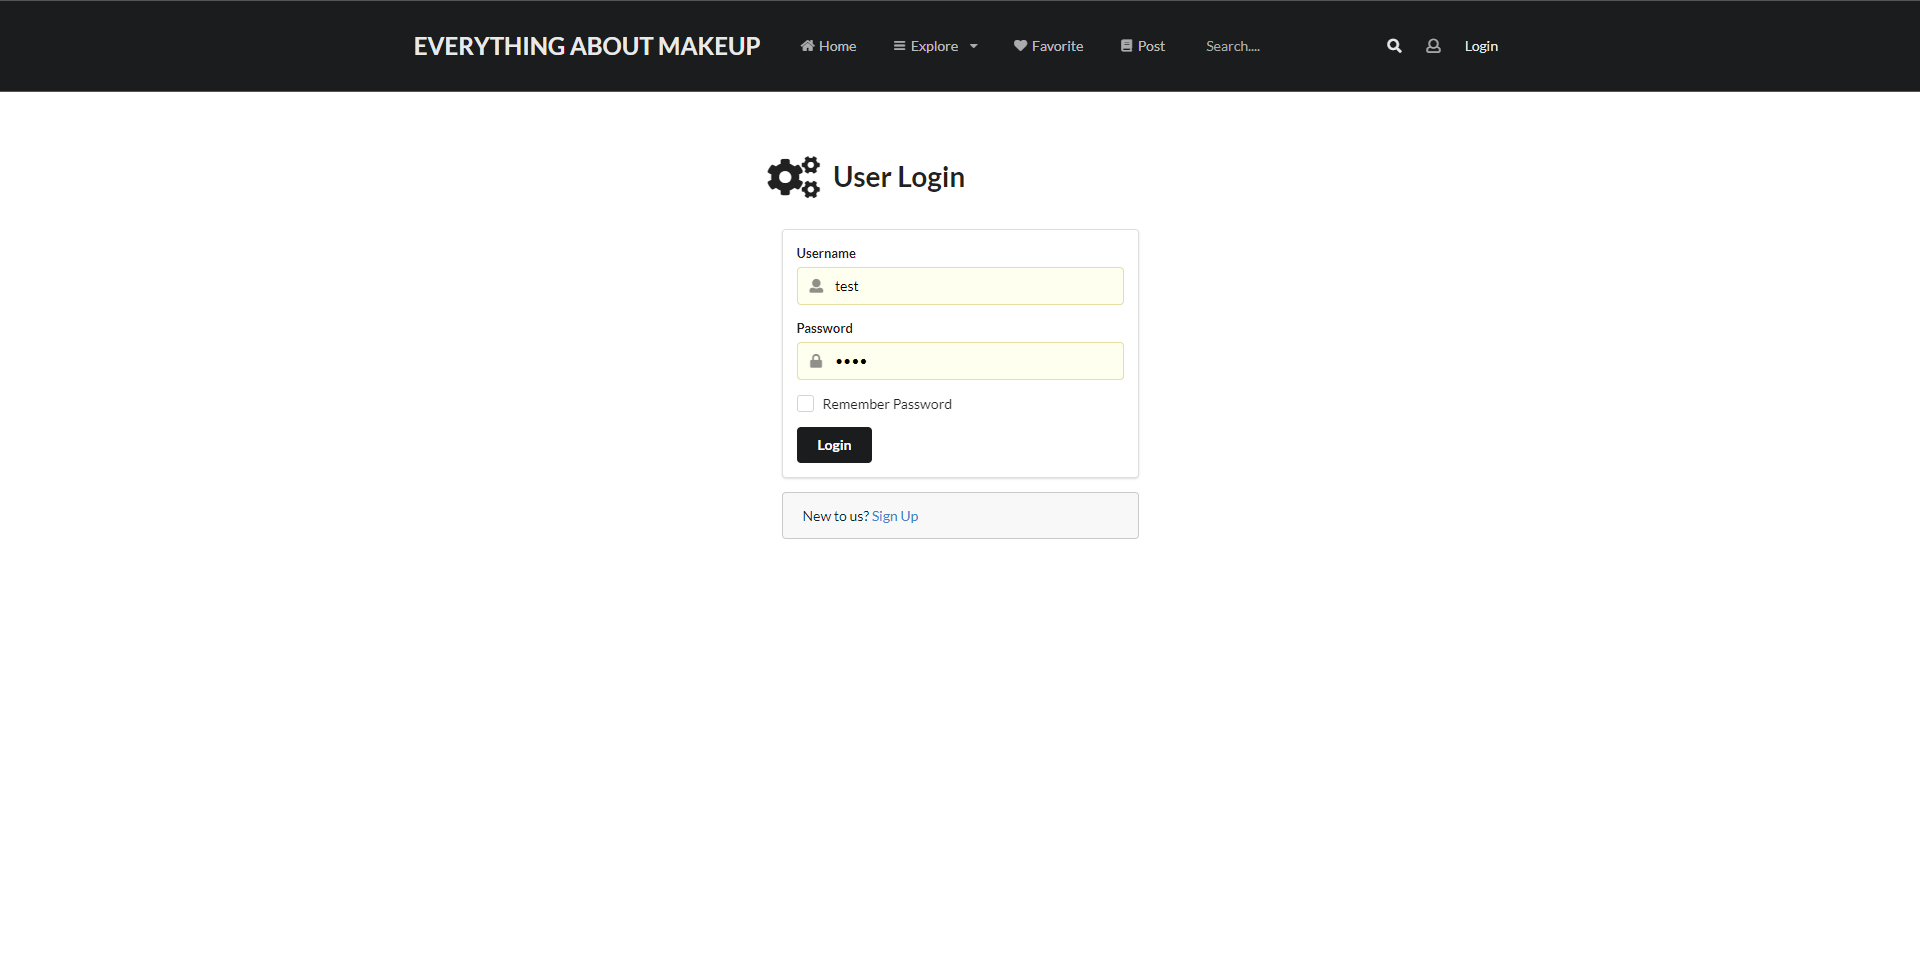 EVERYTHING ABOUT MAKEUP Home Explore Favorite Post Search.... Login
User Login
Username
test
Password
••••
Remember Password
Login
New to us? Sign Up